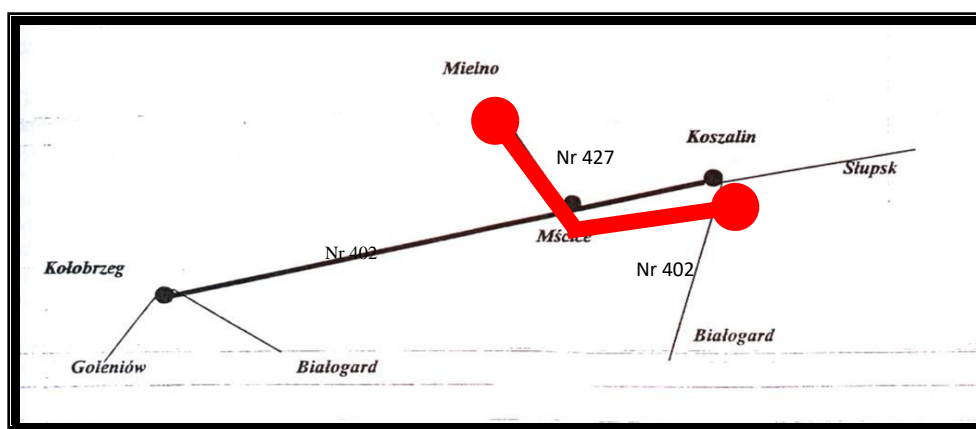 Mielno
Nr 427
Koszalin
Słupsk
Mścice
Nr 402
Nr 402
Kołobrzeg
Białogard
Goleniów
Białogard